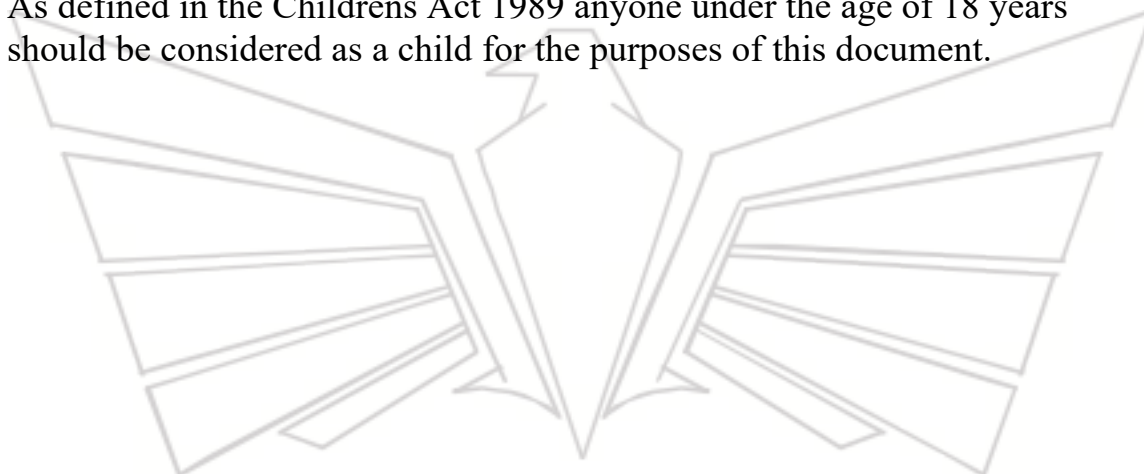 As defined in the Childrens Act 1989 anyone under the age of 18 years
should be considered as a child for the purposes of this document.